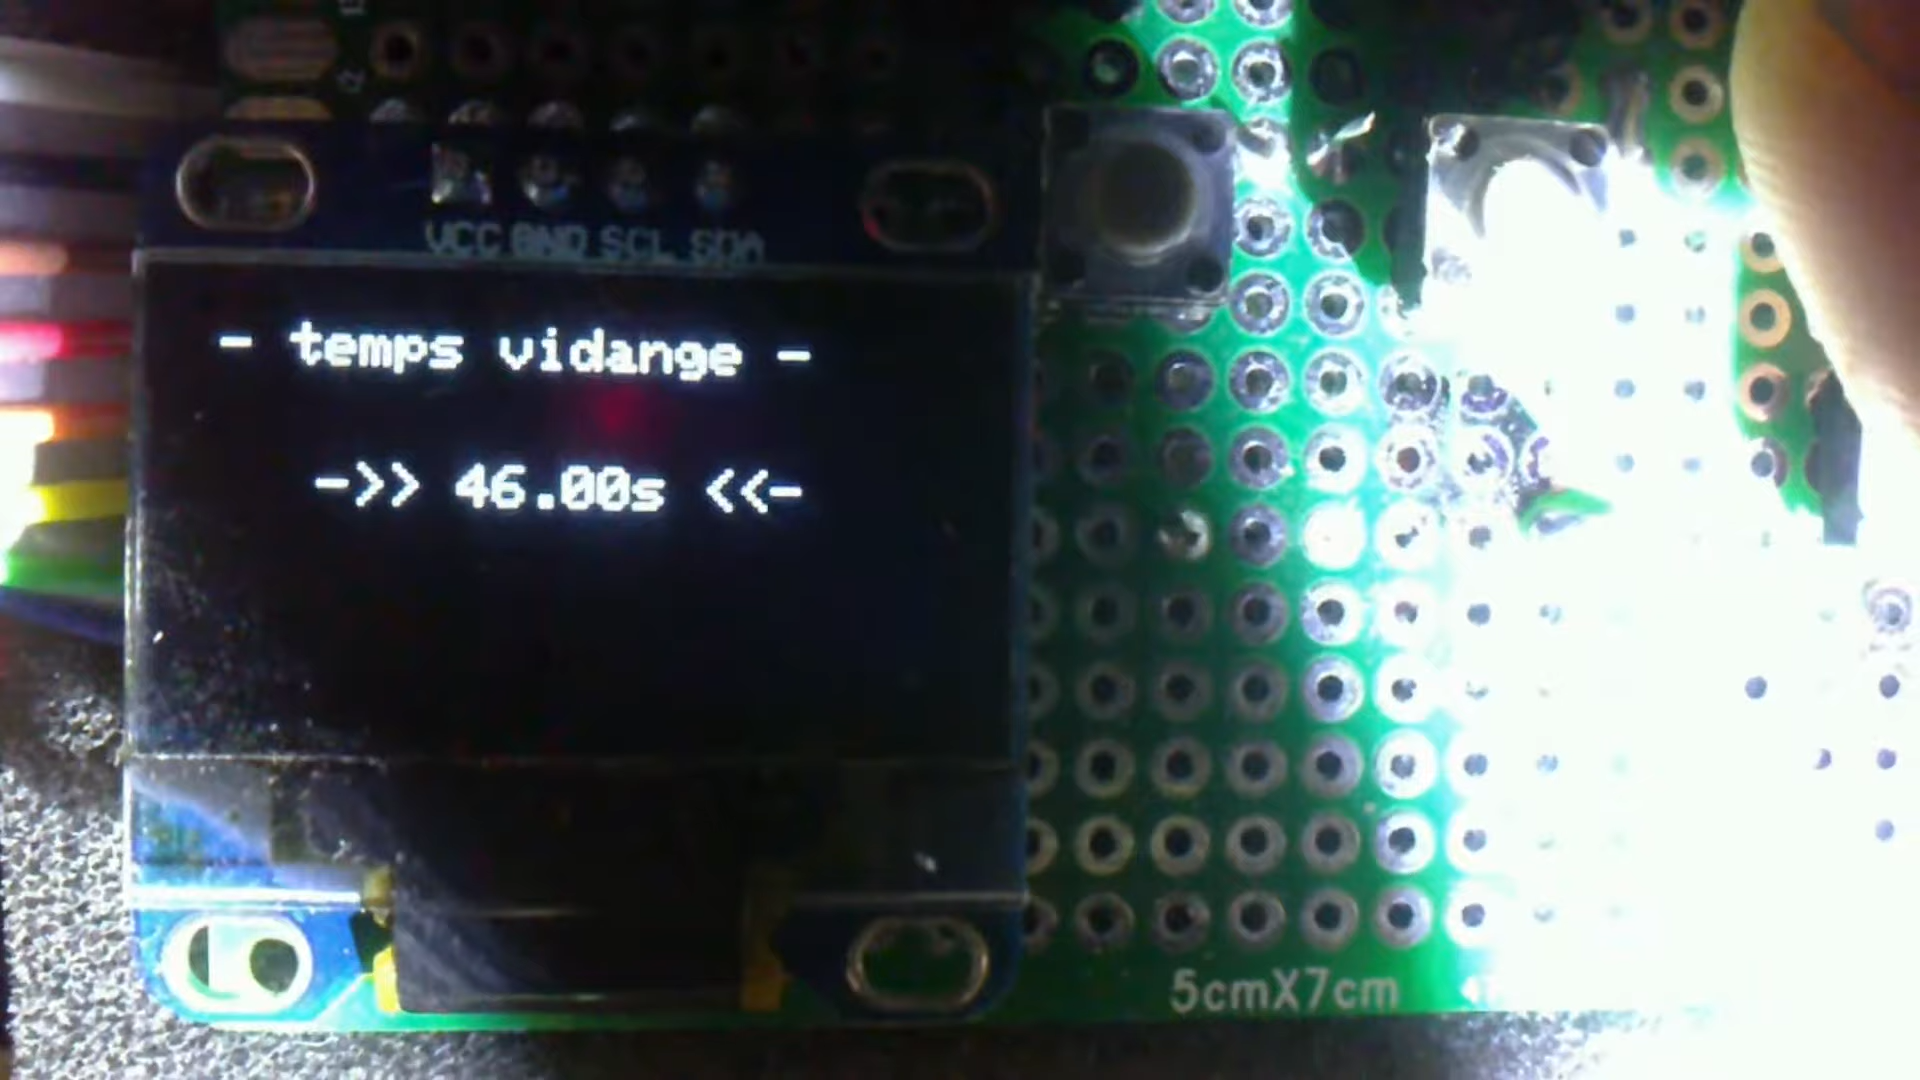 VCC GND SCL SDA
- temps vidange -
->> 46.00s <<-
5cmX7cm